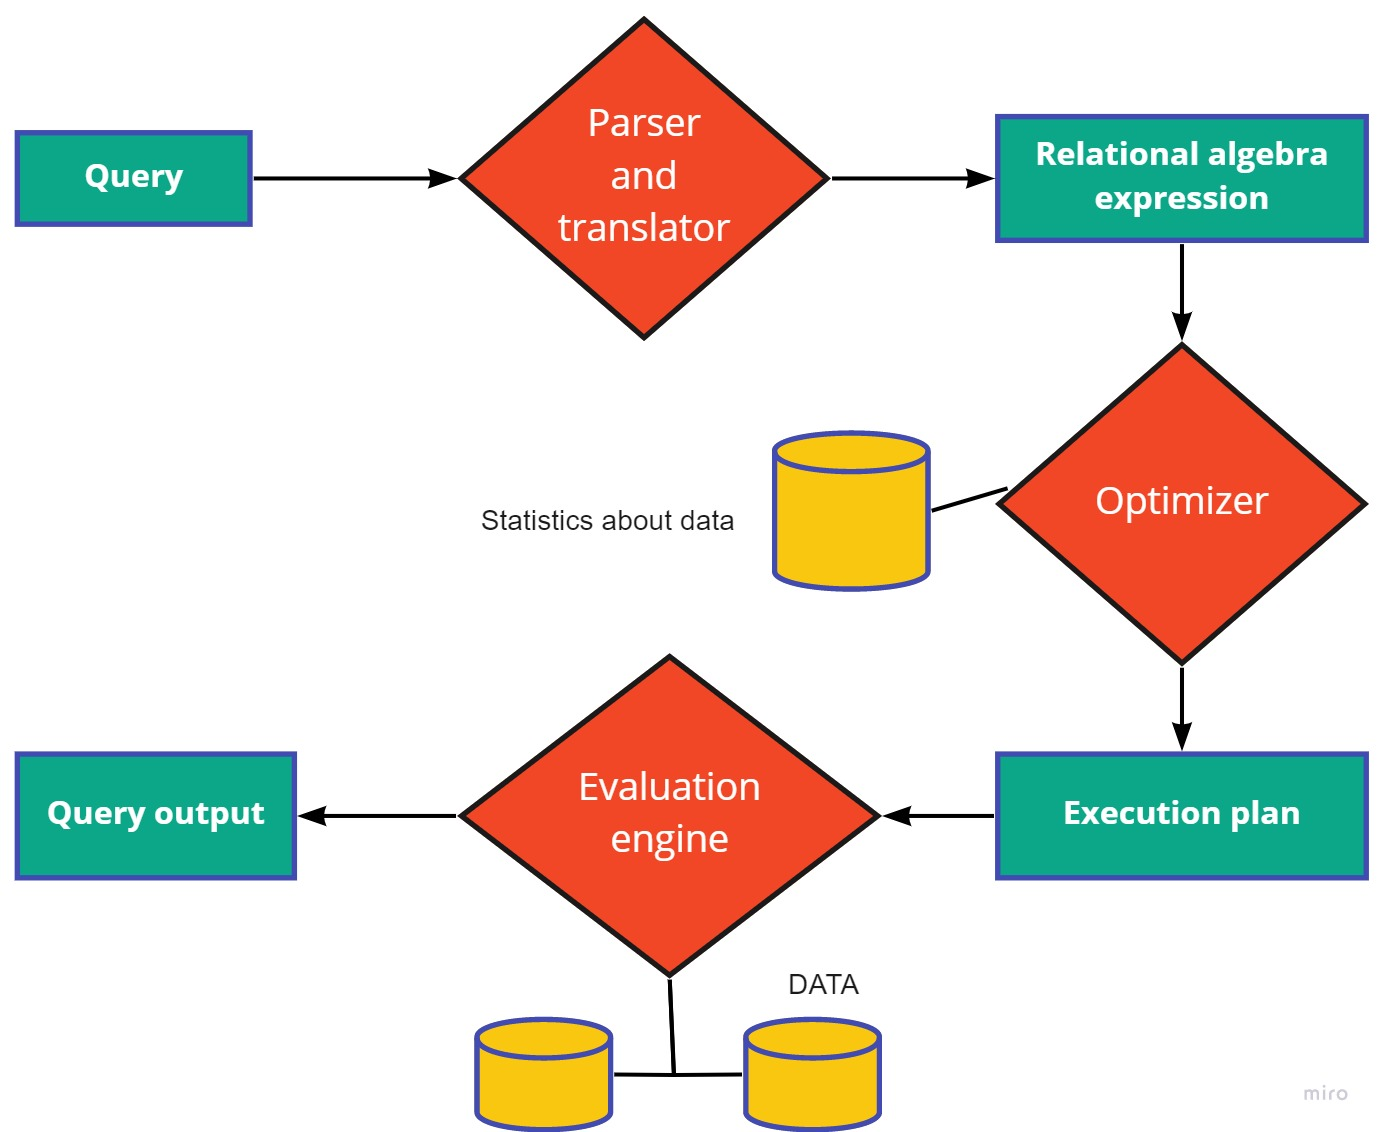 Query
Parser
and
translator
Relational algebra
expression
Optimizer
Statistics about data
Query output
Evaluation
engine
Execution plan
DATA
miro